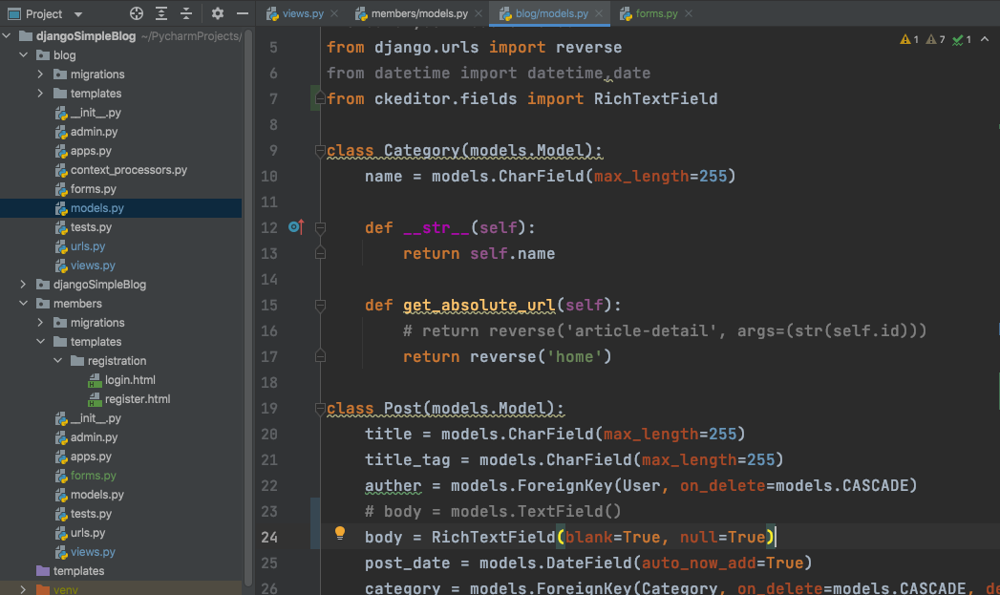 Project
views.py
members/models.py
blog/models.py
forms.py
djangoSimpleBlog ~/PycharmProjects/
blog
migrations
templates
__init__.py
admin.py
apps.py
context_processors.py
forms.py
models.py
tests.py
urls.py
views.py
djangoSimpleBlog
members
migrations
templates
registration
login.html
register.html
__init__.py
admin.py
apps.py
forms.py
models.py
tests.py
urls.py
views.py
templates
venv
1 7 1
5 from django.urls import reverse
6 from datetime import datetime,date
7 from ckeditor.fields import RichTextField
8
9 class Category(models.Model):
10 name = models.CharField(max_length=255)
11
12 def __str__(self):
13 return self.name
14
15 def get_absolute_url(self):
16 # return reverse('article-detail', args=(str(self.id)))
17 return reverse('home')
18
19 class Post(models.Model):
20 title = models.CharField(max_length=255)
21 title_tag = models.CharField(max_length=255)
22 auther = models.ForeignKey(User, on_delete=models.CASCADE)
23 # body = models.TextField()
24 body = RichTextField(blank=True, null=True)
25 post_date = models.DateField(auto_now_add=True)
26 category = models.ForeignKey(Category, on_delete=models.CASCADE, de